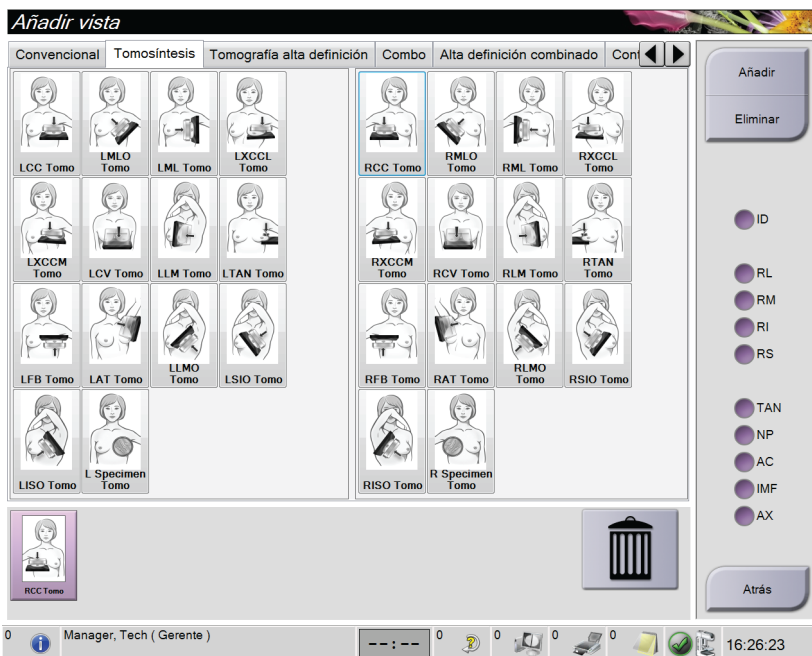 Añadir vista
Convencional Tomosíntesis Tomografía alta definición Combo Alta definición combinado
LCC Tomo
LMLO
Tomo
LML Tomo
LXCCL
Tomo
RCC Tomo
RMLO
Tomo
RML Tomo
RXCCL
Tomo
LXCCM
Tomo
LCV Tomo
LLM Tomo
LTAN Tomo
RXCCM
Tomo
RCV Tomo
RLM Tomo
RTAN
Tomo
LFB Tomo
LAT Tomo
LLMO
Tomo
LSIO Tomo
RFB Tomo
RAT Tomo
RLMO
Tomo
RSIO Tomo
LISO Tomo
L Specimen
Tomo
RISO Tomo
R Specimen
Tomo
RCC Tomo
Añadir
Eliminar
ID
RL
RM
RI
RS
TAN
NP
AC
IMF
AX
Atrás
0 Manager, Tech ( Gerente ) --:-- 0 0 0 0 16:26:23